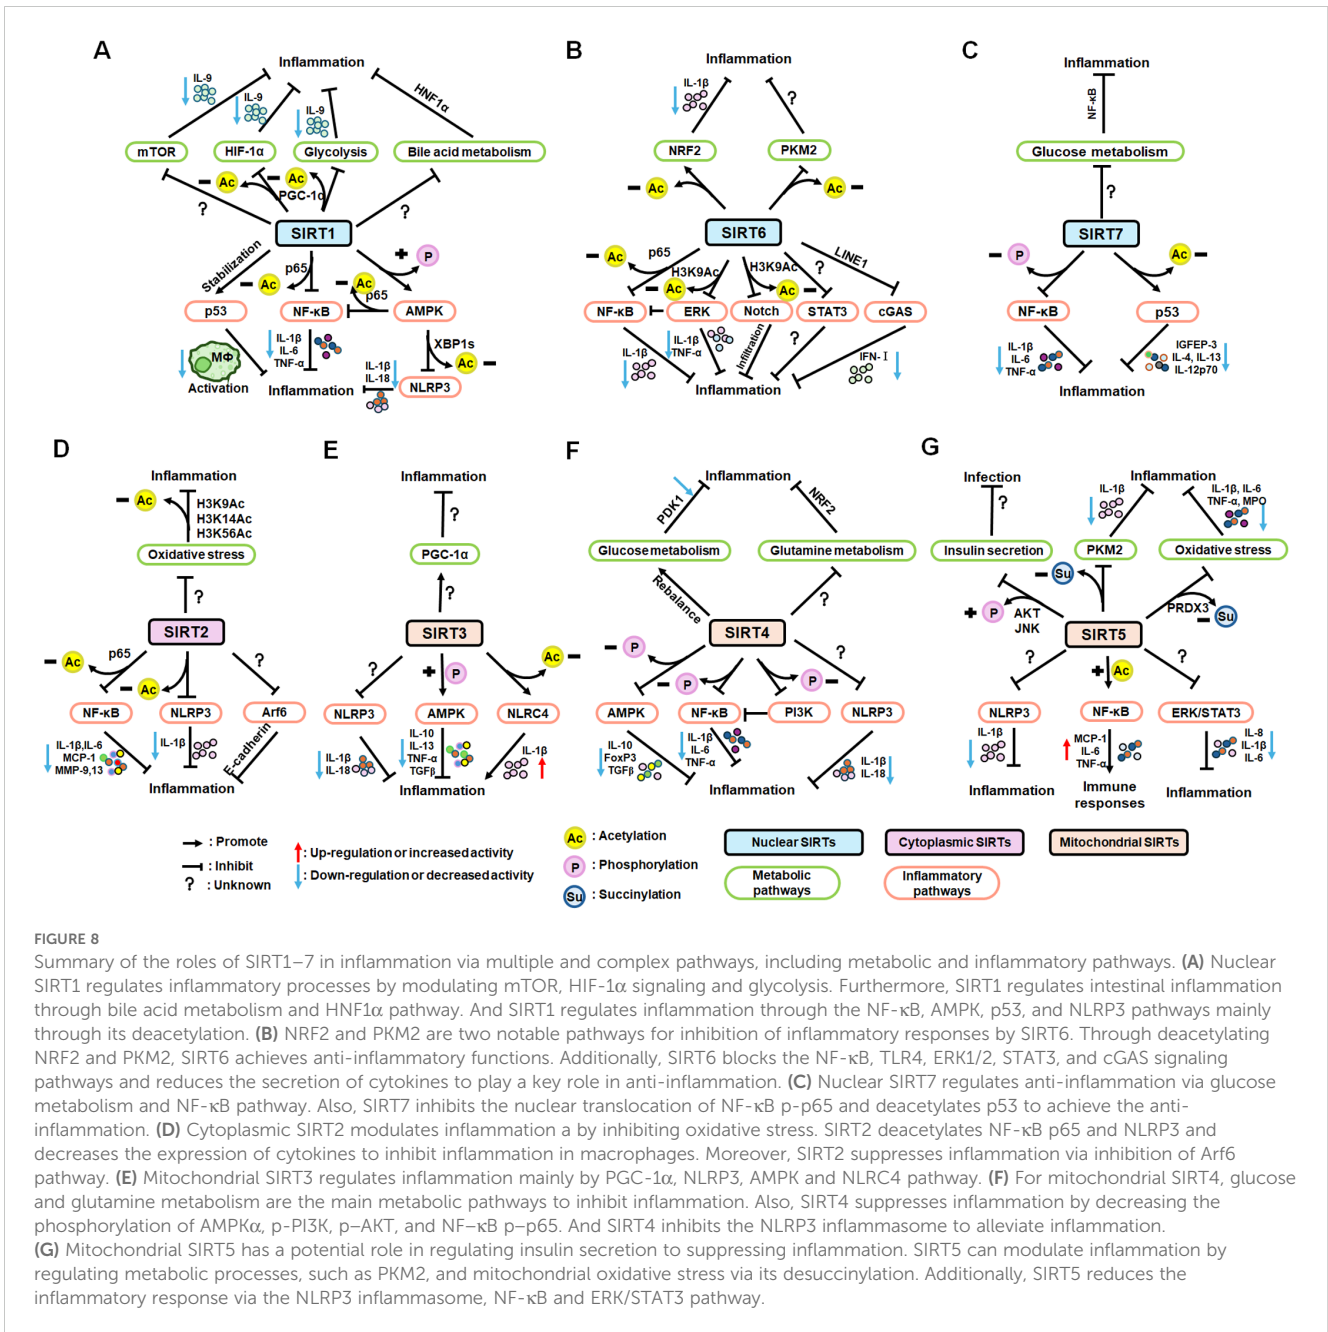 A
Inflammation
IL-9
IL-9
IL-9
HNF1α
mTOR
HIF-1α
Glycolysis
Bile acid metabolism
Ac
Ac
PGC-1α
?
?
SIRT1
Stabilization
p65
Ac
Ac
p65
P
p53
NF-κB
AMPK
MΦ
Activation
IL-1β
IL-6
TNF-α
XBP1s
Ac
IL-1β
IL-18
NLRP3
Inflammation
B
Inflammation
IL-1β
?
NRF2
PKM2
Ac
Ac
SIRT6
Ac
p65
H3K9Ac
Ac
H3K9Ac
Ac
?
LINE1
NF-κB
ERK
Notch
STAT3
cGAS
IL-1β
IL-1β
TNF-α
Infiltration
?
IFN-I
Inflammation
C
Inflammation
NF-κB
Glucose metabolism
?
SIRT7
P
Ac
NF-κB
p53
IL-1β
IL-6
TNF-α
IGFEP-3
IL-4, IL-13
IL-12p70
Inflammation
D
Inflammation
Ac
H3K9Ac
H3K14Ac
H3K56Ac
Oxidative stress
?
SIRT2
Ac
p65
Ac
?
NF-κB
NLRP3
Arf6
IL-1β,IL-6
MCP-1
MMP-9,13
IL-1β
E-cadherin
Inflammation
E
Inflammation
?
PGC-1α
?
SIRT3
?
P
Ac
NLRP3
AMPK
NLRC4
IL-1β
IL-18
IL-10
IL-13
TNF-α
TGFβ
IL-1β
Inflammation
F
Inflammation
PDK1
NRF2
Glucose metabolism
Glutamine metabolism
Rebalance
?
SIRT4
P
P
P
?
AMPK
NF-κB
PI3K
NLRP3
IL-10
FoxP3
TGFβ
IL-1β
IL-6
TNF-α
IL-1β
IL-18
Inflammation
G
Infection
Inflammation
?
IL-1β
IL-1β, IL-6
TNF-α, MPO
Insulin secretion
PKM2
Oxidative stress
Su
P
AKT
JNK
PRDX3
Su
SIRT5
?
Ac
?
NLRP3
NF-κB
ERK/STAT3
IL-1β
MCP-1
IL-6
TNF-α
IL-8
IL-1β
IL-6
Inflammation
Immune
responses
Inflammation
: Promote
: Inhibit
? : Unknown
: Up-regulation or increased activity
: Down-regulation or decreased activity
Ac : Acetylation
P : Phosphorylation
Su : Succinylation
Nuclear SIRTs
Cytoplasmic SIRTs
Mitochondrial SIRTs
Metabolic
pathways
Inflammatory
pathways
FIGURE 8
Summary of the roles of SIRT1–7 in inflammation via multiple and complex pathways, including metabolic and inflammatory pathways. (A) Nuclear
SIRT1 regulates inflammatory processes by modulating mTOR, HIF-1α signaling and glycolysis. Furthermore, SIRT1 regulates intestinal inflammation
through bile acid metabolism and HNF1α pathway. And SIRT1 regulates inflammation through the NF-κB, AMPK, p53, and NLRP3 pathways mainly
through its deacetylation. (B) NRF2 and PKM2 are two notable pathways for inhibition of inflammatory responses by SIRT6. Through deacetylating
NRF2 and PKM2, SIRT6 achieves anti-inflammatory functions. Additionally, SIRT6 blocks the NF-κB, TLR4, ERK1/2, STAT3, and cGAS signaling
pathways and reduces the secretion of cytokines to play a key role in anti-inflammation. (C) Nuclear SIRT7 regulates anti-inflammation via glucose
metabolism and NF-κB pathway. Also, SIRT7 inhibits the nuclear translocation of NF-κB p-p65 and deacetylates p53 to achieve the anti-
inflammation. (D) Cytoplasmic SIRT2 modulates inflammation a by inhibiting oxidative stress. SIRT2 deacetylates NF-κB p65 and NLRP3 and
decreases the expression of cytokines to inhibit inflammation in macrophages. Moreover, SIRT2 suppresses inflammation via inhibition of Arf6
pathway. (E) Mitochondrial SIRT3 regulates inflammation mainly by PGC-1α, NLRP3, AMPK and NLRC4 pathway. (F) For mitochondrial SIRT4, glucose
and glutamine metabolism are the main metabolic pathways to inhibit inflammation. Also, SIRT4 suppresses inflammation by decreasing the
phosphorylation of AMPKα, p-PI3K, p–AKT, and NF–κB p–p65. And SIRT4 inhibits the NLRP3 inflammasome to alleviate inflammation.
(G) Mitochondrial SIRT5 has a potential role in regulating insulin secretion to suppressing inflammation. SIRT5 can modulate inflammation by
regulating metabolic processes, such as PKM2, and mitochondrial oxidative stress via its desuccinylation. Additionally, SIRT5 reduces the
inflammatory response via the NLRP3 inflammasome, NF-κB and ERK/STAT3 pathway.